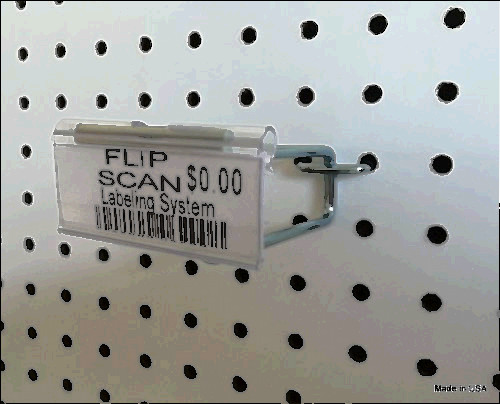 FLIP
SCAN $0.00
Labeling System
Made in USA